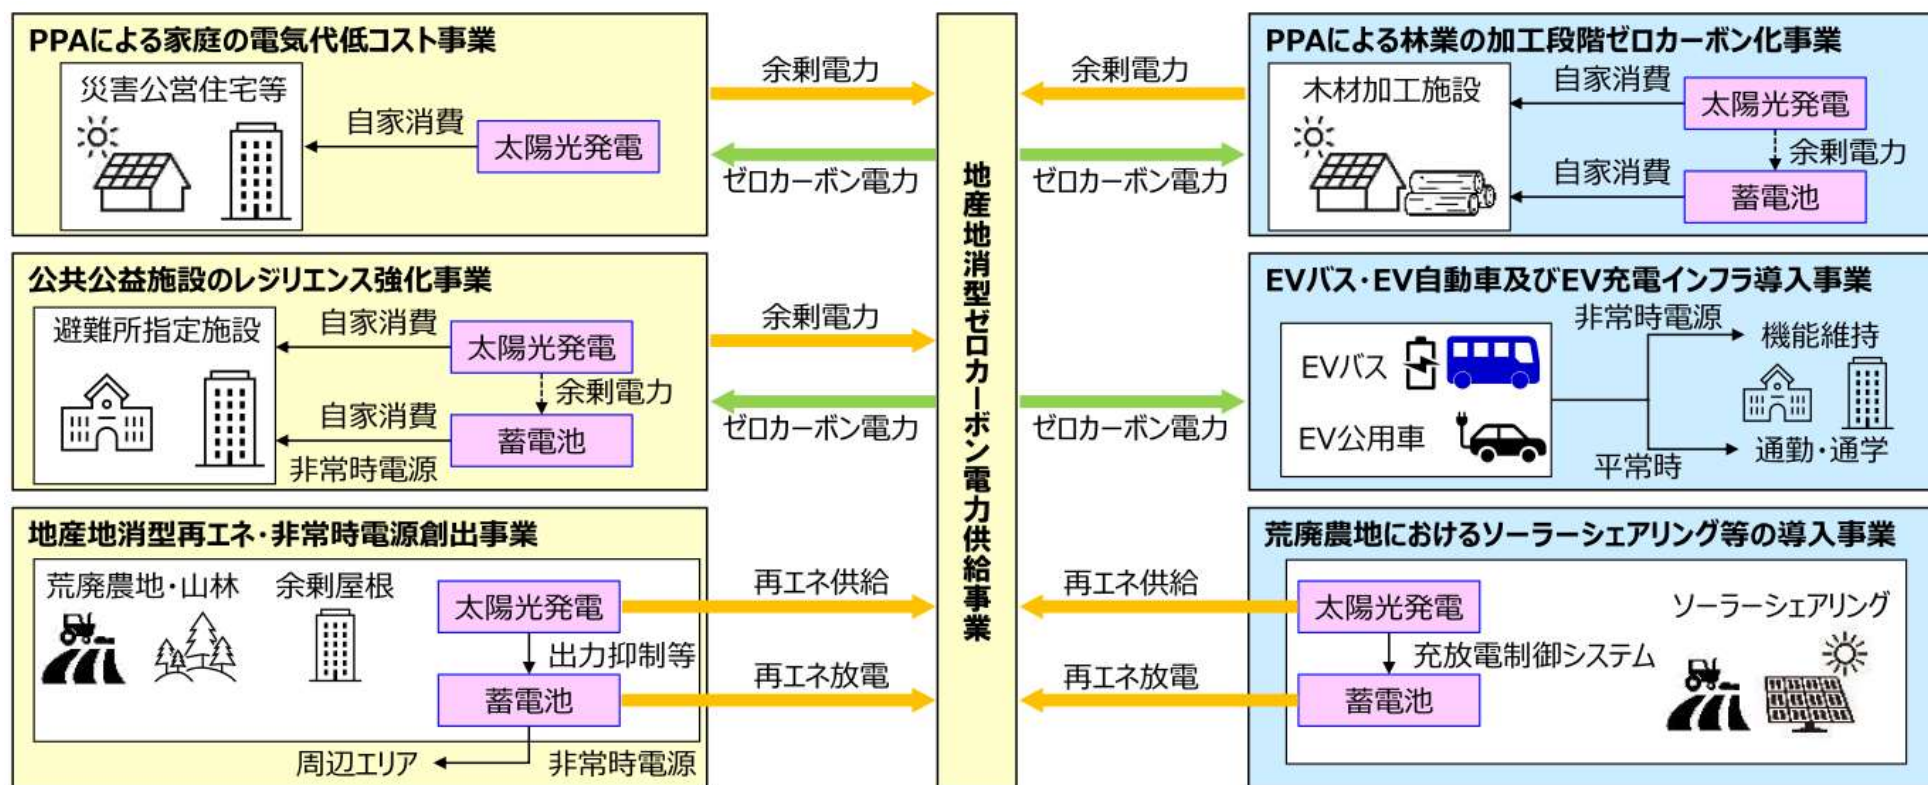 PPAによる家庭の電気代低コスト事業
災害公営住宅等
自家消費
太陽光発電
余剰電力
ゼロカーボン電力
公共公益施設のレジリエンス強化事業
避難所指定施設
自家消費
太陽光発電
余剰電力
自家消費
蓄電池
非常時電源
余剰電力
ゼロカーボン電力
地産地消型再エネ・非常時電源創出事業
荒廃農地・山林
余剰屋根
太陽光発電
出力抑制等
蓄電池
周辺エリア
非常時電源
再エネ供給
再エネ放電
地産地消型ゼロカーボン電力供給事業
余剰電力
ゼロカーボン電力
PPAによる林業の加工段階ゼロカーボン化事業
木材加工施設
自家消費
太陽光発電
余剰電力
自家消費
蓄電池
ゼロカーボン電力
EVバス・EV自動車及びEV充電インフラ導入事業
EVバス
EV公用車
非常時電源
機能維持
平常時
通勤・通学
再エネ供給
再エネ放電
荒廃農地におけるソーラーシェアリング等の導入事業
太陽光発電
充放電制御システム
蓄電池
ソーラーシェアリング